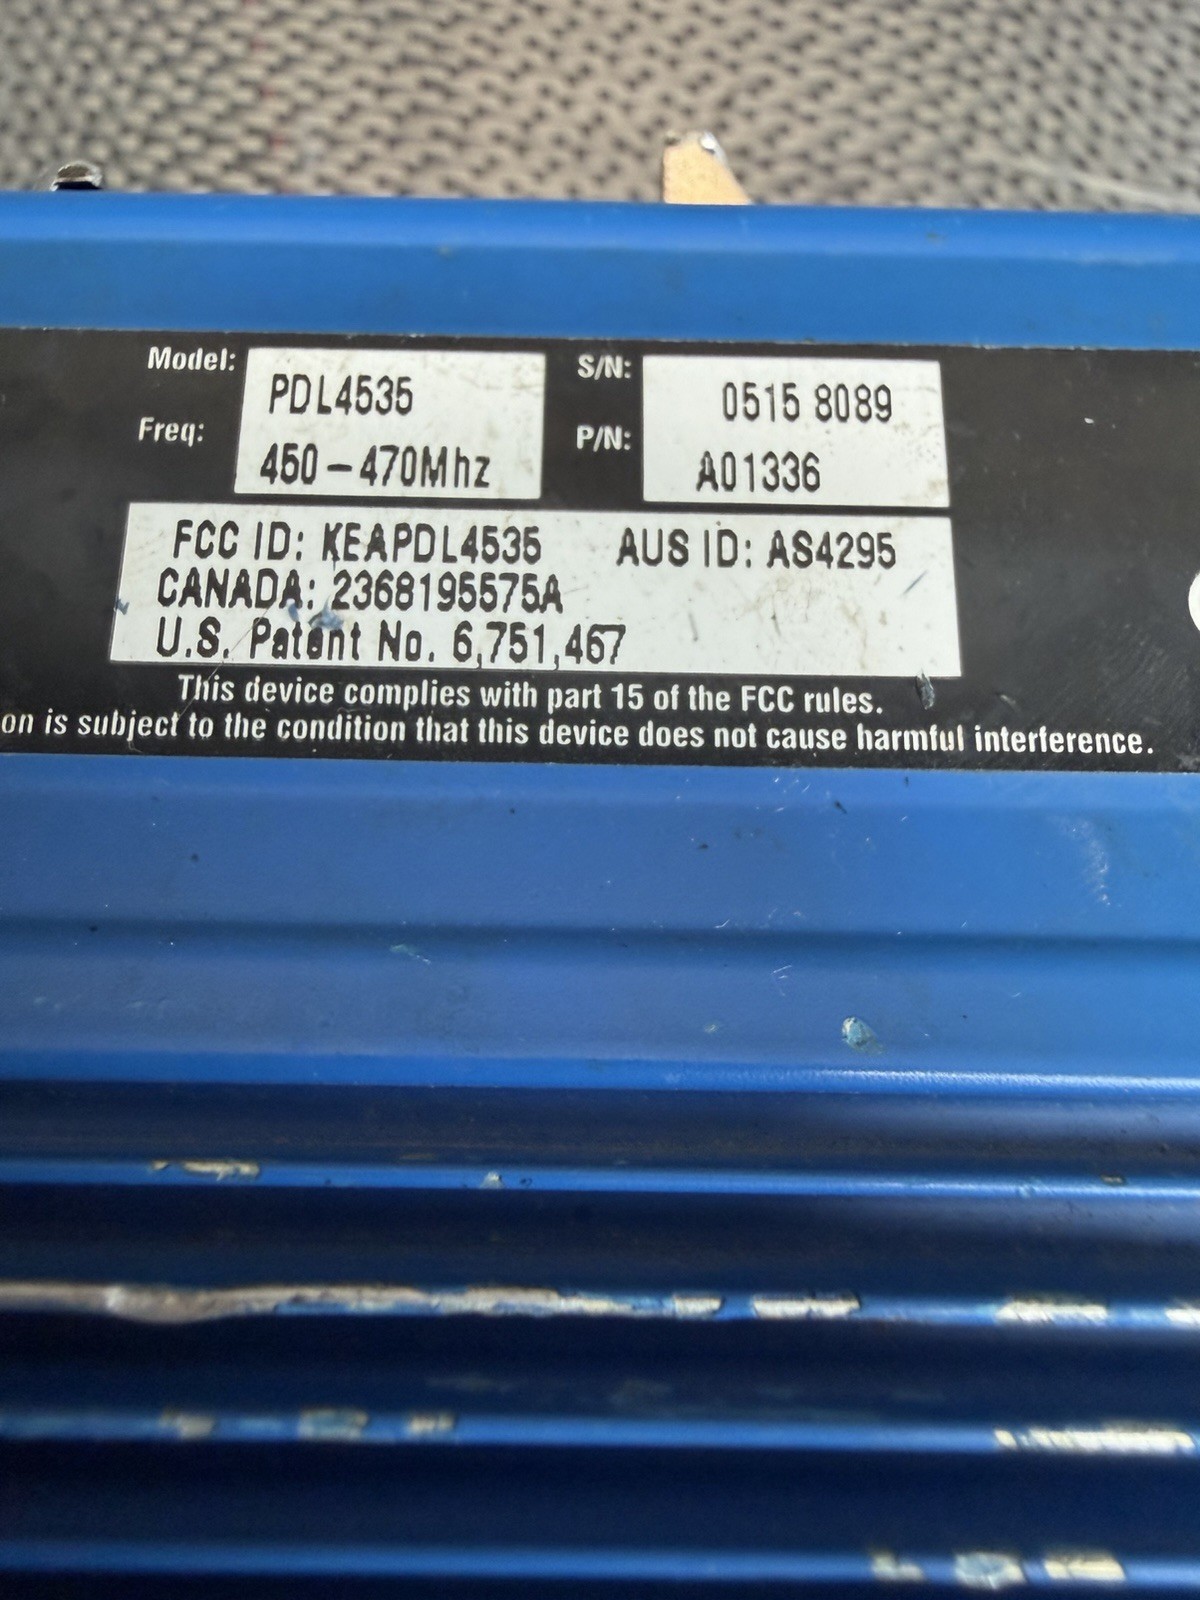 Model: PDL4535 S/N: 0515 8089
Freq: 450-470Mhz P/N: A01336
FCC ID: KEAPDL4535 AUS ID: AS4295
CANADA: 2368195575A
U.S. Patent No. 6,751,467
This device complies with part 15 of the FCC rules.
on is subject to the condition that this device does not cause harmful interference.